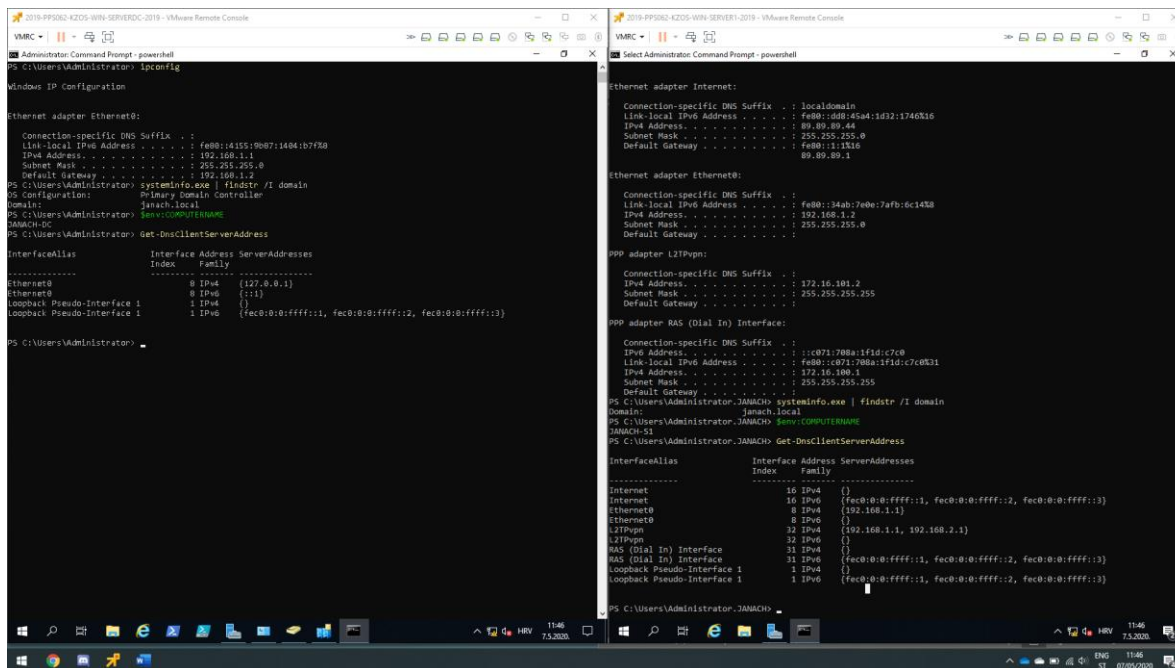 2019-PPS062-KZOS-WIN-SERVERDC-2019 - VMware Remote Console
VMRC
Administrator: Command Prompt - powershell
PS C:\Users\Administrator> ipconfig
Windows IP Configuration
Ethernet adapter Ethernet0:
Connection-specific DNS Suffix . :
Link-local IPv6 Address . . . . . : fe80::4155:9b07:1404:b7f%8
IPv4 Address. . . . . . . . . . . : 192.168.1.1
Subnet Mask . . . . . . . . . . . : 255.255.255.0
Default Gateway . . . . . . . . . : 192.168.1.2
PS C:\Users\Administrator> systeminfo.exe | findstr /I domain
OS Configuration: Primary Domain Controller
Domain: janach.local
PS C:\Users\Administrator> $env:COMPUTERNAME
JANACH-DC
PS C:\Users\Administrator> Get-DnsClientServerAddress
InterfaceAlias Interface Address ServerAddresses
Index Family
-------------- --------- ------- ---------------
Ethernet0 8 IPv4 {127.0.0.1}
Ethernet0 8 IPv6 {::1}
Loopback Pseudo-Interface 1 1 IPv4 {}
Loopback Pseudo-Interface 1 1 IPv6 {fec0:0:0:ffff::1, fec0:0:0:ffff::2, fec0:0:0:ffff::3}
PS C:\Users\Administrator>
HRV 11:46
7.5.2020.
2019-PPS062-KZOS-WIN-SERVER1-2019 - VMware Remote Console
VMRC
Select Administrator: Command Prompt - powershell
Ethernet adapter Internet:
Connection-specific DNS Suffix . : localdomain
Link-local IPv6 Address . . . . . : fe80::dd8:45a4:1d32:1746%16
IPv4 Address. . . . . . . . . . . : 89.89.89.44
Subnet Mask . . . . . . . . . . . : 255.255.255.0
Default Gateway . . . . . . . . . : fe80::1:1%16
89.89.89.1
Ethernet adapter Ethernet0:
Connection-specific DNS Suffix . :
Link-local IPv6 Address . . . . . : fe80::34ab:7e0e:7afb:6c14%8
IPv4 Address. . . . . . . . . . . : 192.168.1.2
Subnet Mask . . . . . . . . . . . : 255.255.255.0
Default Gateway . . . . . . . . . :
PPP adapter L2TPvpn:
Connection-specific DNS Suffix . :
IPv4 Address. . . . . . . . . . . : 172.16.101.2
Subnet Mask . . . . . . . . . . . : 255.255.255.255
Default Gateway . . . . . . . . . :
PPP adapter RAS (Dial In) Interface:
Connection-specific DNS Suffix . :
IPv6 Address. . . . . . . . . . . : ::c071:708a:1f1d:c7c0
Link-local IPv6 Address . . . . . : fe80::c071:708a:1f1d:c7c0%31
IPv4 Address. . . . . . . . . . . : 172.16.100.1
Subnet Mask . . . . . . . . . . . : 255.255.255.255
Default Gateway . . . . . . . . . :
PS C:\Users\Administrator.JANACH> systeminfo.exe | findstr /I domain
Domain: janach.local
PS C:\Users\Administrator.JANACH> $env:COMPUTERNAME
JANACH-S1
PS C:\Users\Administrator.JANACH> Get-DnsClientServerAddress
InterfaceAlias Interface Address ServerAddresses
Index Family
-------------- --------- ------- ---------------
Internet 16 IPv4 {}
Internet 16 IPv6 {fec0:0:0:ffff::1, fec0:0:0:ffff::2, fec0:0:0:ffff::3}
Ethernet0 8 IPv4 {192.168.1.1}
Ethernet0 8 IPv6 {}
L2TPvpn 32 IPv4 {192.168.1.1, 192.168.2.1}
L2TPvpn 32 IPv6 {}
RAS (Dial In) Interface 31 IPv4 {}
RAS (Dial In) Interface 31 IPv6 {fec0:0:0:ffff::1, fec0:0:0:ffff::2, fec0:0:0:ffff::3}
Loopback Pseudo-Interface 1 1 IPv4 {}
Loopback Pseudo-Interface 1 1 IPv6 {fec0:0:0:ffff::1, fec0:0:0:ffff::2, fec0:0:0:ffff::3}
PS C:\Users\Administrator.JANACH>
HRV 11:46
7.5.2020.
ENG 11:46
ST 07/05/2020